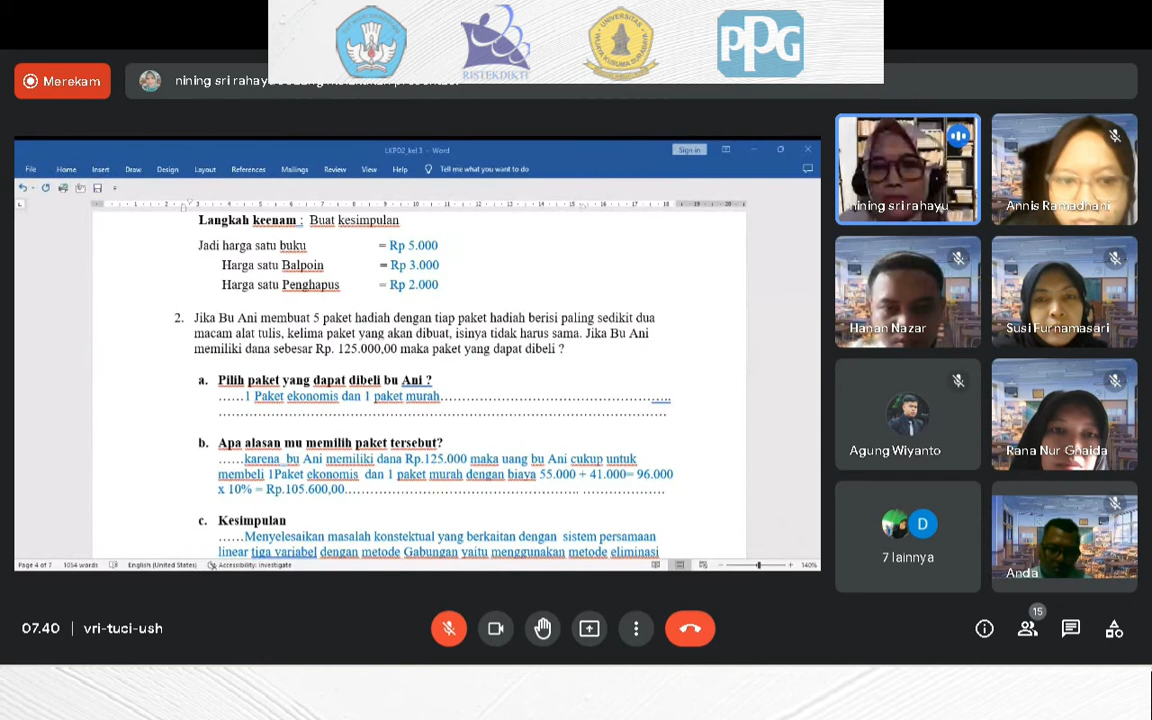 RISTEKDIKTI
UNIVERSITAS
WIJAYA KUSUMA SURABAYA
PPG
Merekam
nining sri rahayu
LKPD2_kel 3 - Word
Sign in
File Home Insert Draw Design Layout References Mailings Review View Help Tell me what you want to do
Langkah keenam : Buat kesimpulan
Jadi harga satu buku = Rp 5.000
Harga satu Balpoin = Rp 3.000
Harga satu Penghapus = Rp 2.000
2. Jika Bu Ani membuat 5 paket hadiah dengan tiap paket hadiah berisi paling sedikit dua
macam alat tulis, kelima paket yang akan dibuat, isinya tidak harus sama. Jika Bu Ani
memiliki dana sebesar Rp. 125.000,00 maka paket yang dapat dibeli ?
a. Pilih paket yang dapat dibeli bu Ani ?
......1 Paket ekonomis dan 1 paket murah.....................................................
..........................................................................................
b. Apa alasan mu memilih paket tersebut?
......karena bu Ani memiliki dana Rp.125.000 maka uang bu Ani cukup untuk
membeli 1Paket ekonomis dan 1 paket murah dengan biaya 55.000 + 41.000= 96.000
x 10% = Rp.105.600,00..............................................................................
c. Kesimpulan
......Menyelesaikan masalah konstektual yang berkaitan dengan sistem persamaan
linear tiga variabel dengan metode Gabungan yaitu menggunakan metode eliminasi
Page 4 of 7 1054 words English (United States) Accessibility: investigate 140%
nining sri rahayu
Annis Ramadhani
Hanan Nazar
Susi Purnamasari
Agung Wiyanto
Rana Nur Ghaida
D
7 lainnya
Anda
07.40 | vri-tuci-ush
15